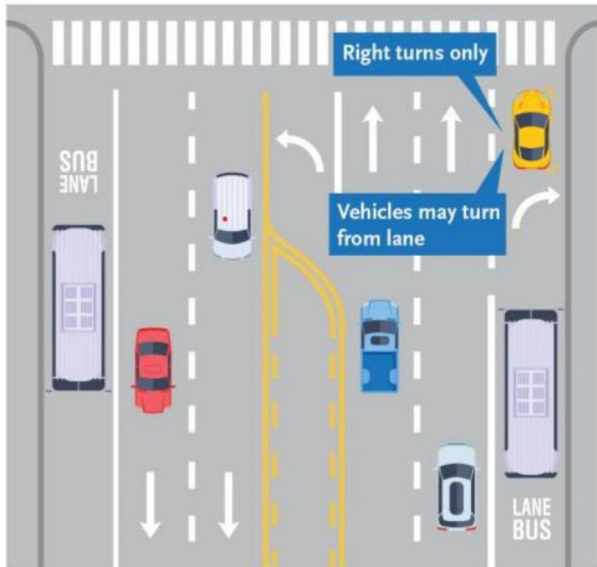 Right turns only
Vehicles may turn
from lane
LANE
BUS
LANE
BUS